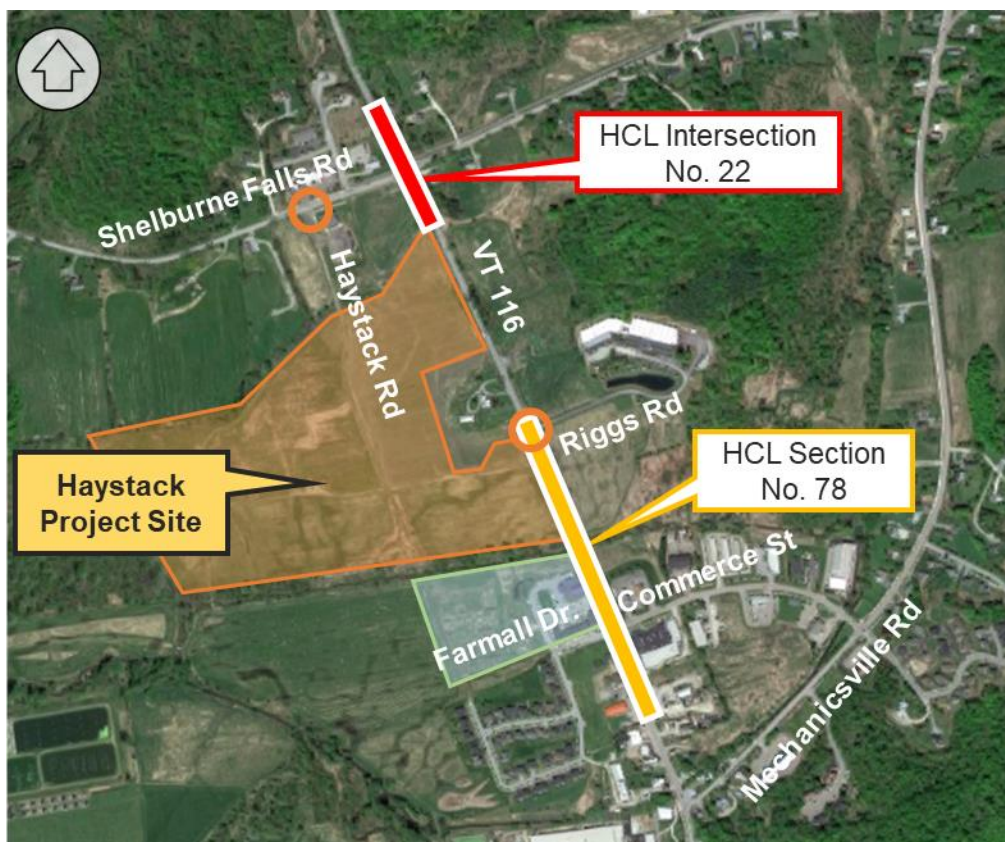 HCL Intersection
No. 22
Shelburne Falls Rd
VT 116
Haystack Rd
Riggs Rd
HCL Section
No. 78
Haystack
Project Site
Commerce St
Farmall Dr.
Mechanicsville Rd